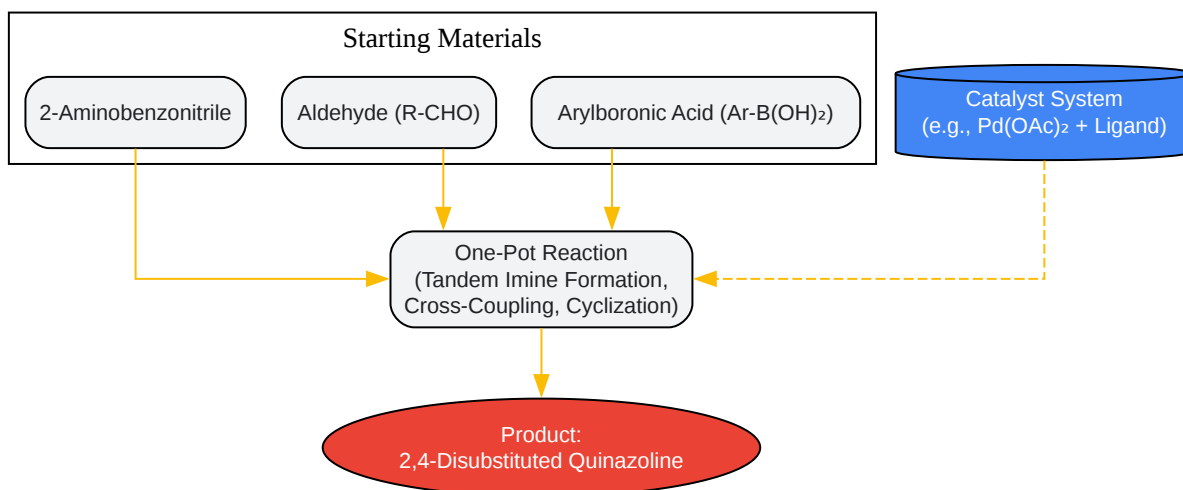 Starting Materials
2-Aminobenzonitrile
Aldehyde (R-CHO)
Arylboronic Acid (Ar-B(OH)₂)
Catalyst System
(e.g., Pd(OAc)₂ + Ligand)
One-Pot Reaction
(Tandem Imine Formation,
Cross-Coupling, Cyclization)
Product:
2,4-Disubstituted Quinazoline